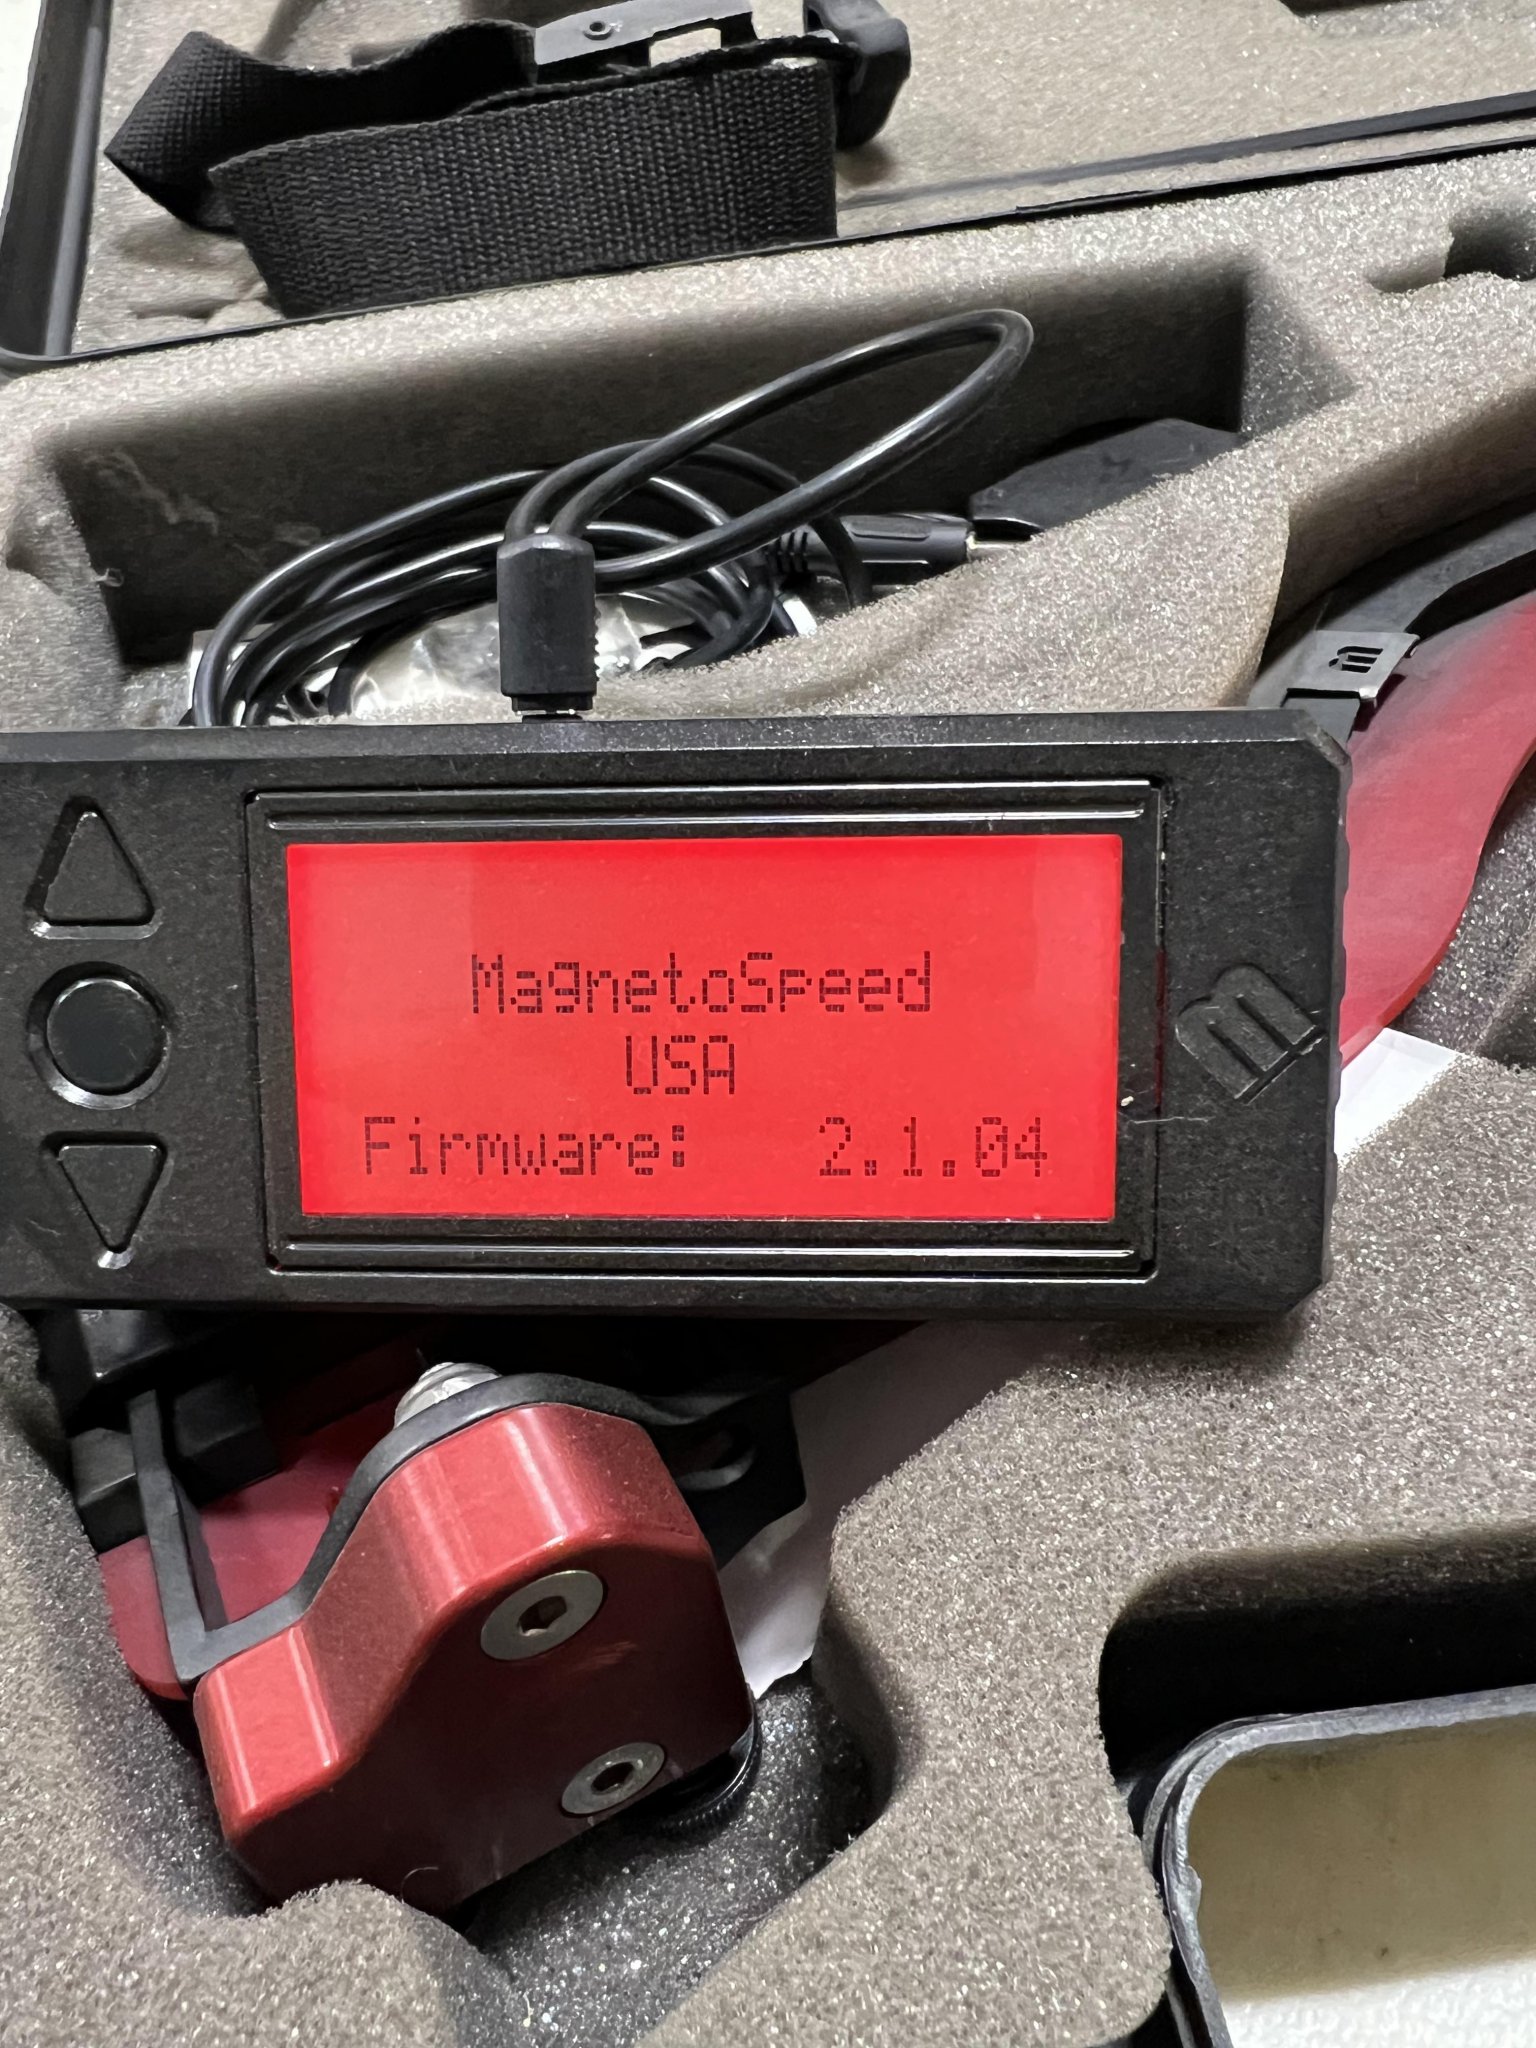 MagnetoSpeed
USA
Firmware: 2.1.04